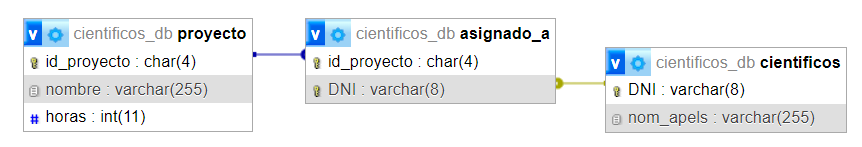 v cientificos_db proyecto
id_proyecto : char(4)
nombre : varchar(255)
# horas : int(11)
v cientificos_db asignado_a
id_proyecto : char(4)
DNI : varchar(8)
v cientificos_db cientificos
DNI : varchar(8)
nom_apels : varchar(255)